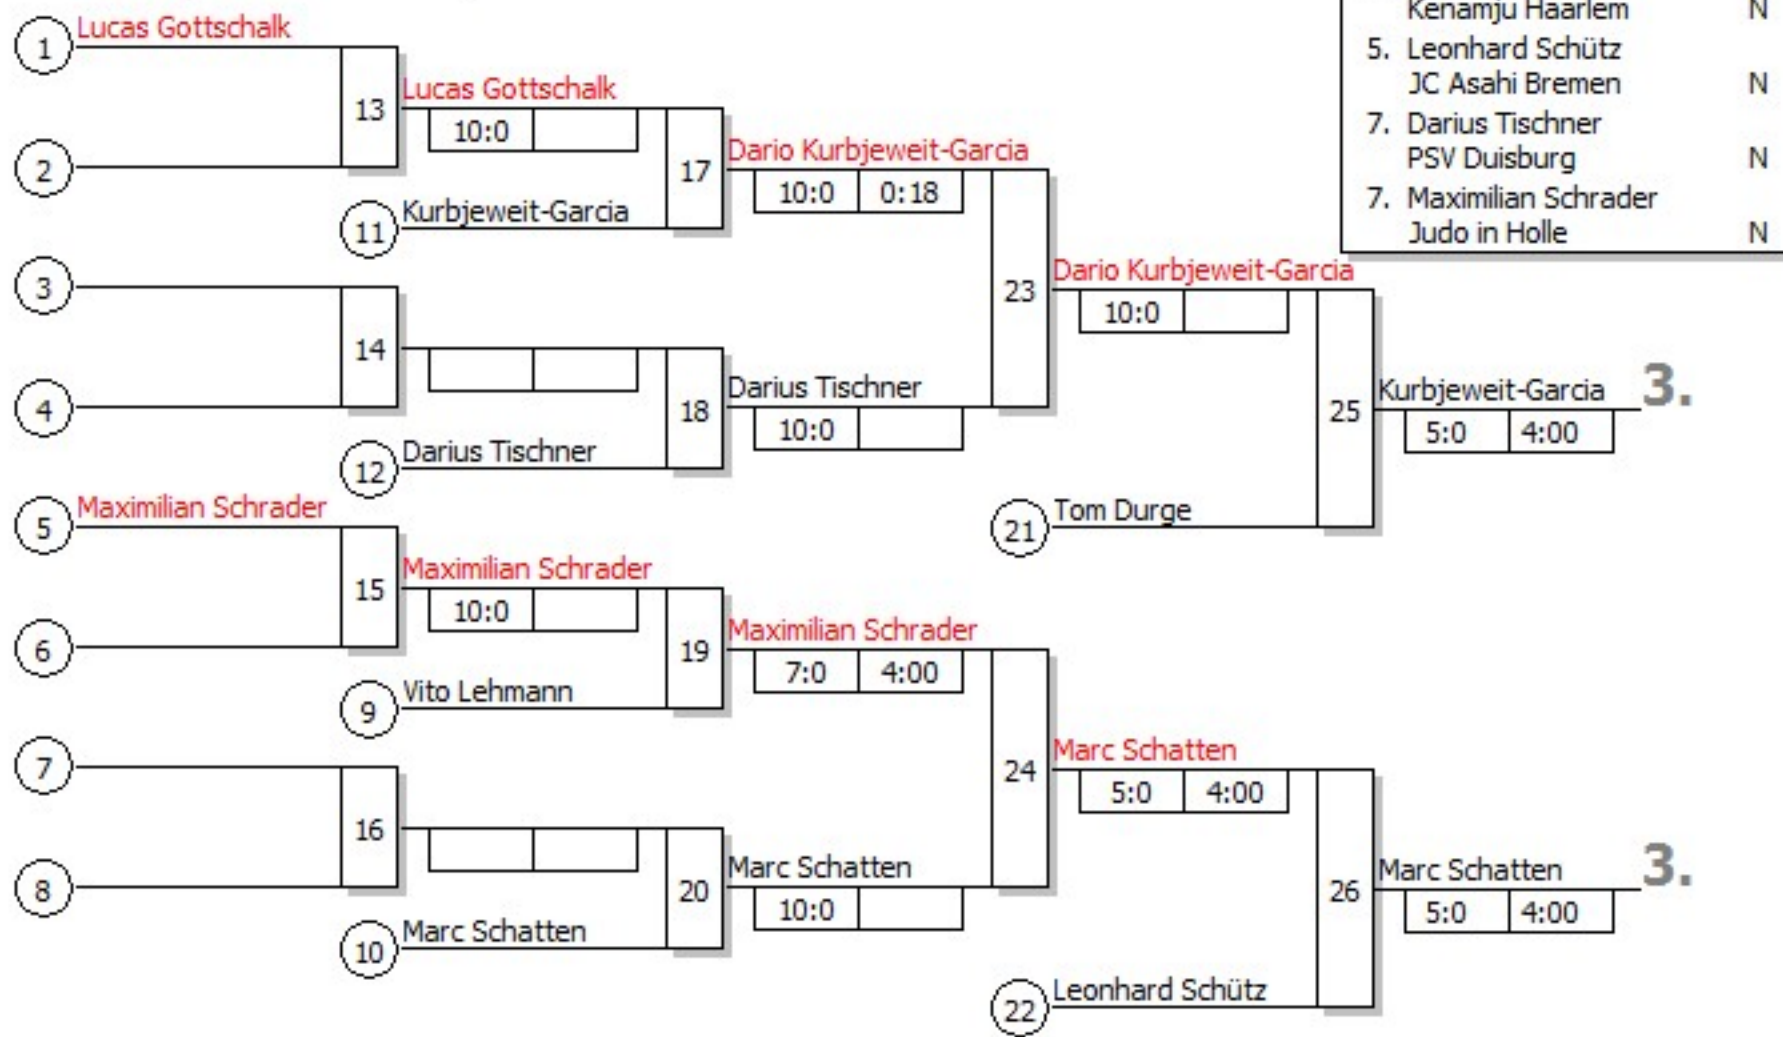 Kenamju Haarlem N
5. Leonhard Schütz
JC Asahi Bremen N
7. Darius Tischner
PSV Duisburg N
7. Maximilian Schrader
Judo in Holle N
1 Lucas Gottschalk
13
Lucas Gottschalk
10:0
2
17
Dario Kurbjeweit-Garcia
10:0 0:18
11 Kurbjeweit-Garcia
3
23
Dario Kurbjeweit-Garcia
10:0
14
4
18
Darius Tischner
10:0
12 Darius Tischner
25
Kurbjeweit-Garcia 3.
5:0 4:00
21 Tom Durge
5 Maximilian Schrader
15
Maximilian Schrader
10:0
6
19
Maximilian Schrader
7:0 4:00
9 Vito Lehmann
7
24
Marc Schatten
5:0 4:00
16
8
20
Marc Schatten
10:0
10 Marc Schatten
26
Marc Schatten 3.
5:0 4:00
22 Leonhard Schütz